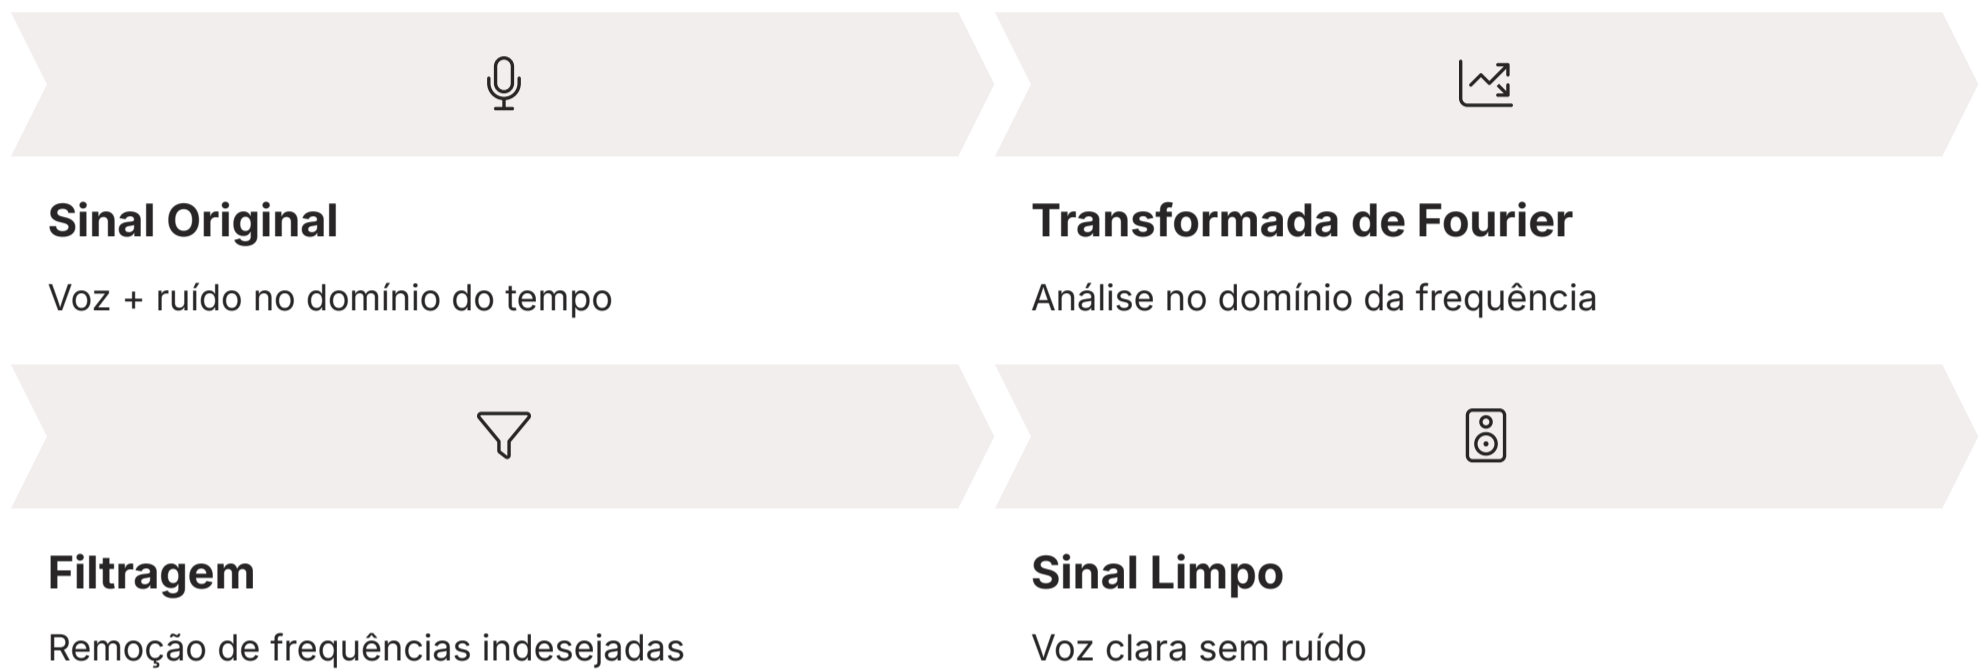 Sinal Original
Voz + ruído no domínio do tempo
Transformada de Fourier
Análise no domínio da frequência
Filtragem
Remoção de frequências indesejadas
Sinal Limpo
Voz clara sem ruído